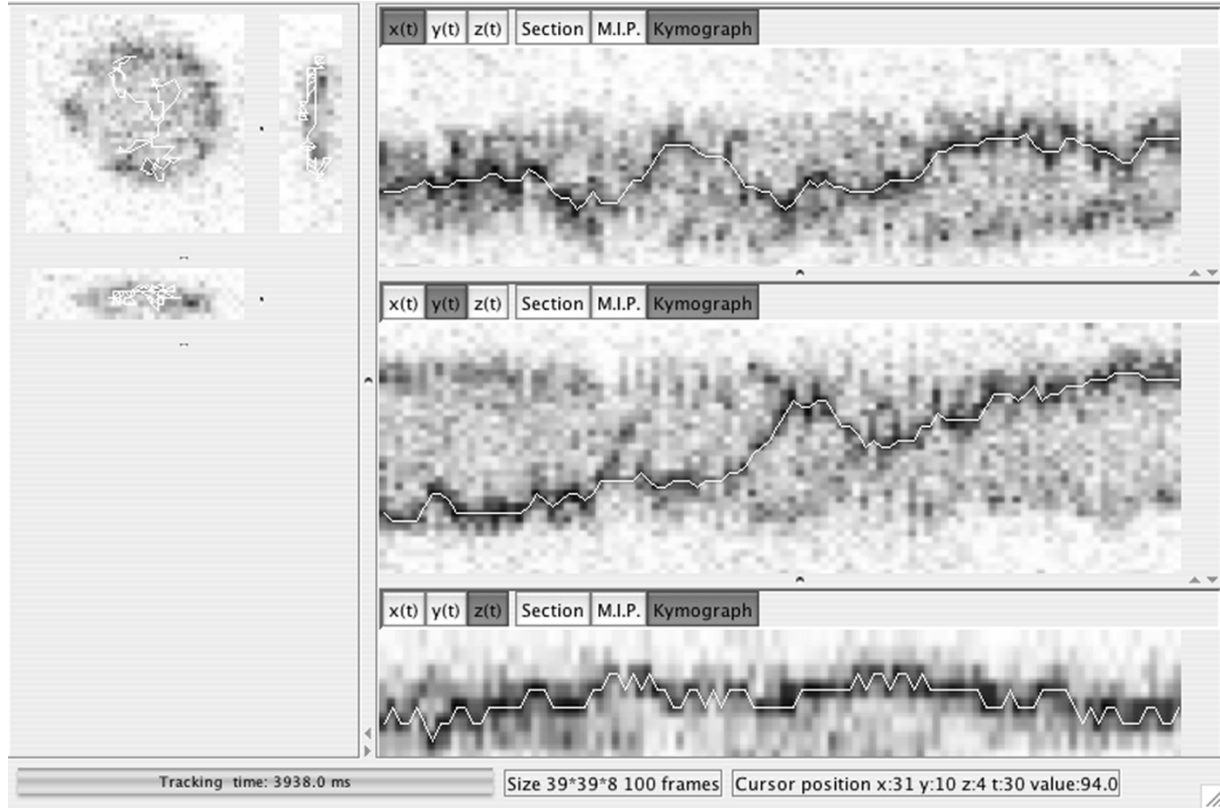 x(t) y(t) z(t) Section M.I.P. Kymograph
x(t) y(t) z(t) Section M.I.P. Kymograph
x(t) y(t) z(t) Section M.I.P. Kymograph
Tracking time: 3938.0 ms Size 39*39*8 100 frames Cursor position x:31 y:10 z:4 t:30 value:94.0